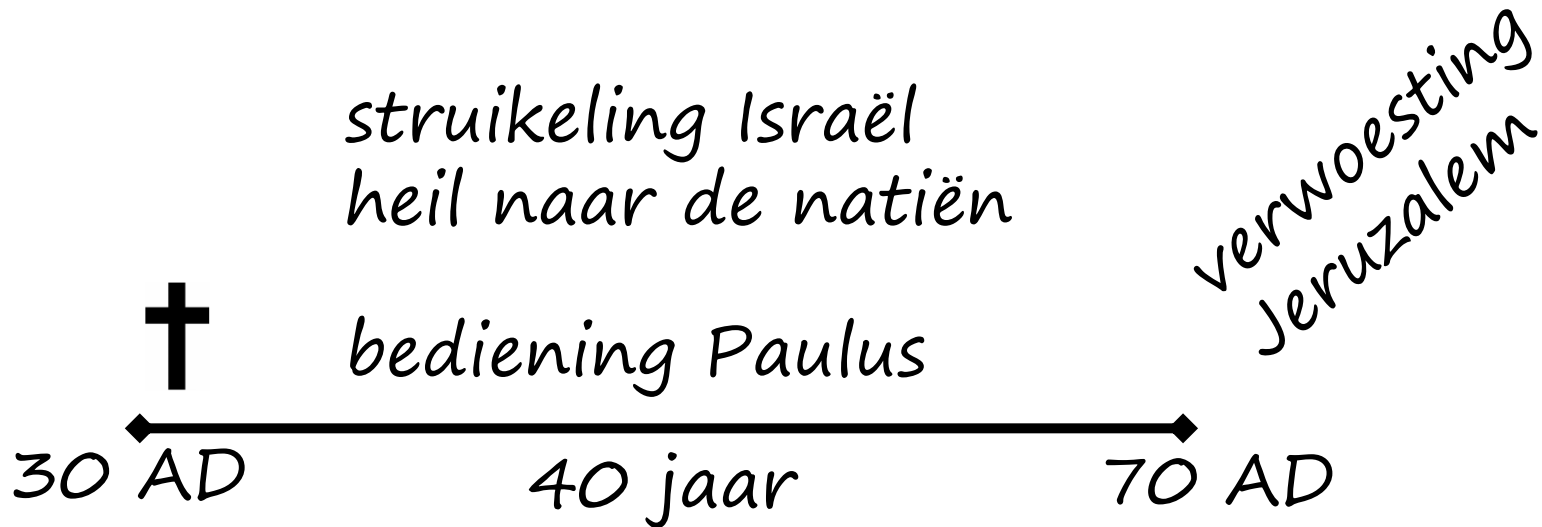 struikeling Israël
heil naar de natiën
bediening Paulus
verwoesting
Jeruzalem
30 AD
40 jaar
70 AD